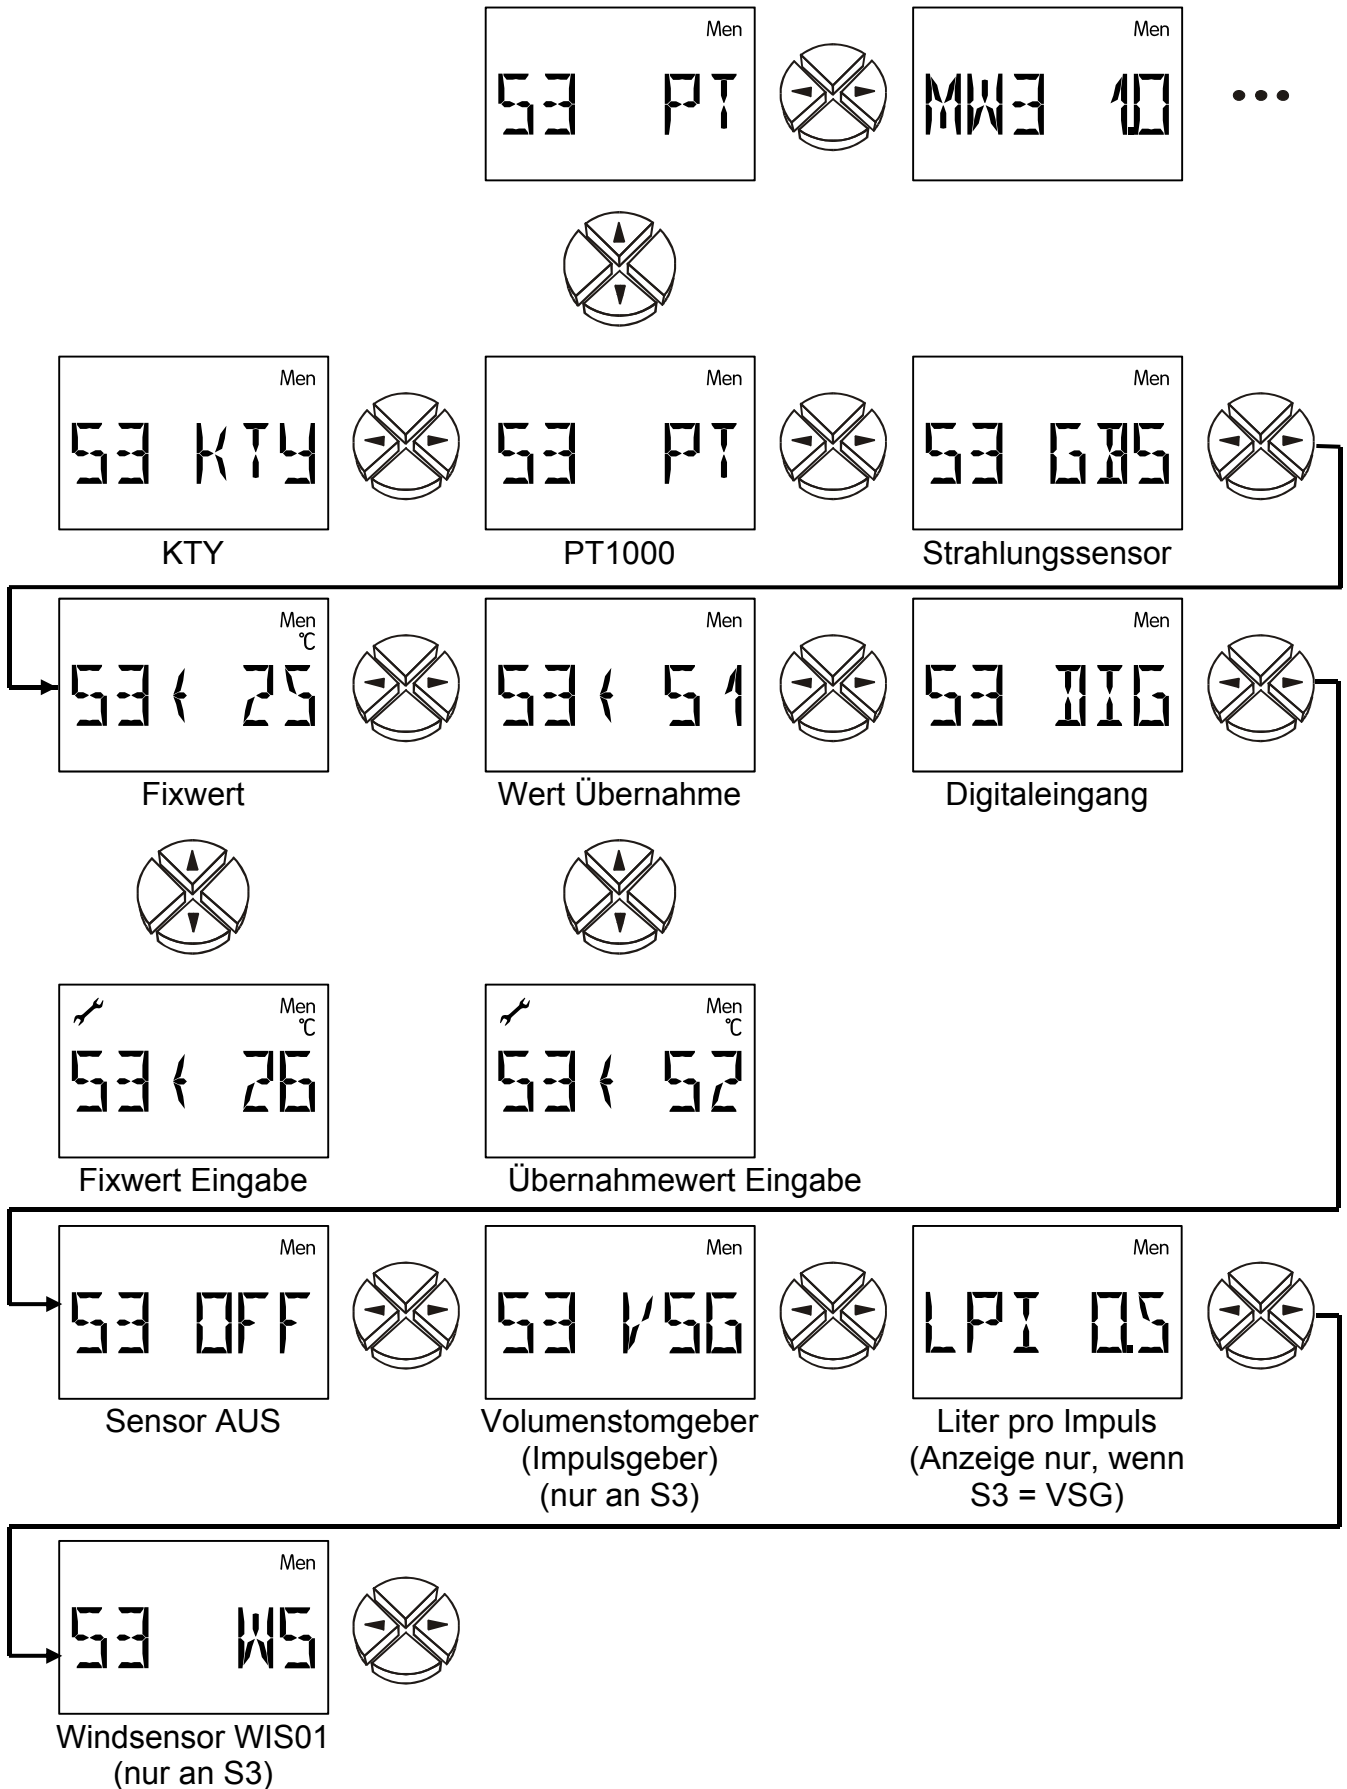 Men
Men
S3 PT
MW3 1.0
Men
Men
Men
S3 KTY
S3 PT
S3 GBS
KTY
PT1000
Strahlungssensor
Men
°C
Men
Men
S3< 25
S3< S1
S3 DIG
Fixwert
Wert Übernahme
Digitaleingang
Men
°C
Men
°C
S3< 26
S3< S2
Fixwert Eingabe
Übernahmewert Eingabe
Men
Men
Men
S3 OFF
S3 VSG
LPI 0.5
Sensor AUS
Volumenstomgeber
(Impulsgeber)
(nur an S3)
Liter pro Impuls
(Anzeige nur, wenn
S3 = VSG)
Men
S3 WS
Windsensor WIS01
(nur an S3)